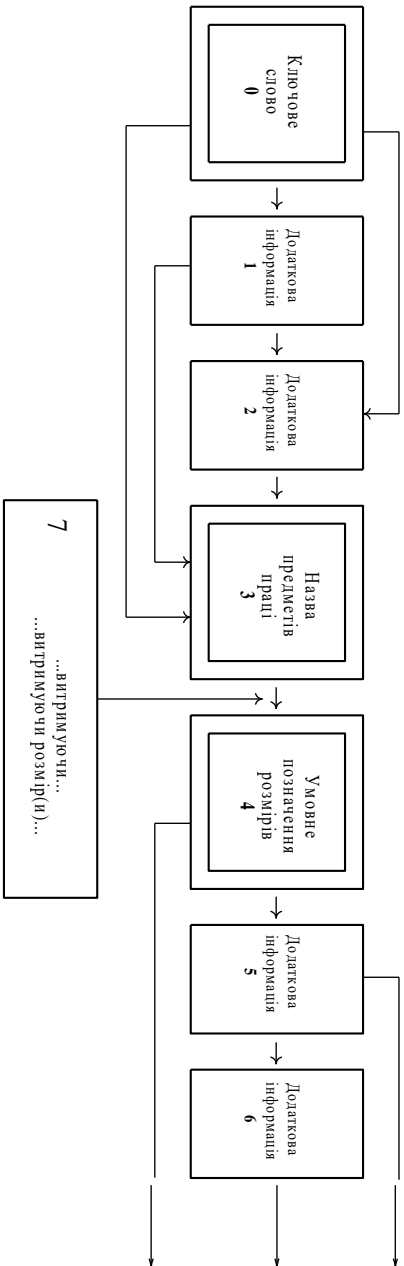 Ключове
слово
0
Додаткова
інформація
1
Додаткова
інформація
2
Назва
предметів
праці
3
Умовне
позначення
розмірів
4
Додаткова
інформація
5
Додаткова
інформація
6
7
...витримуючи...
...витримуючи розмір(и)...